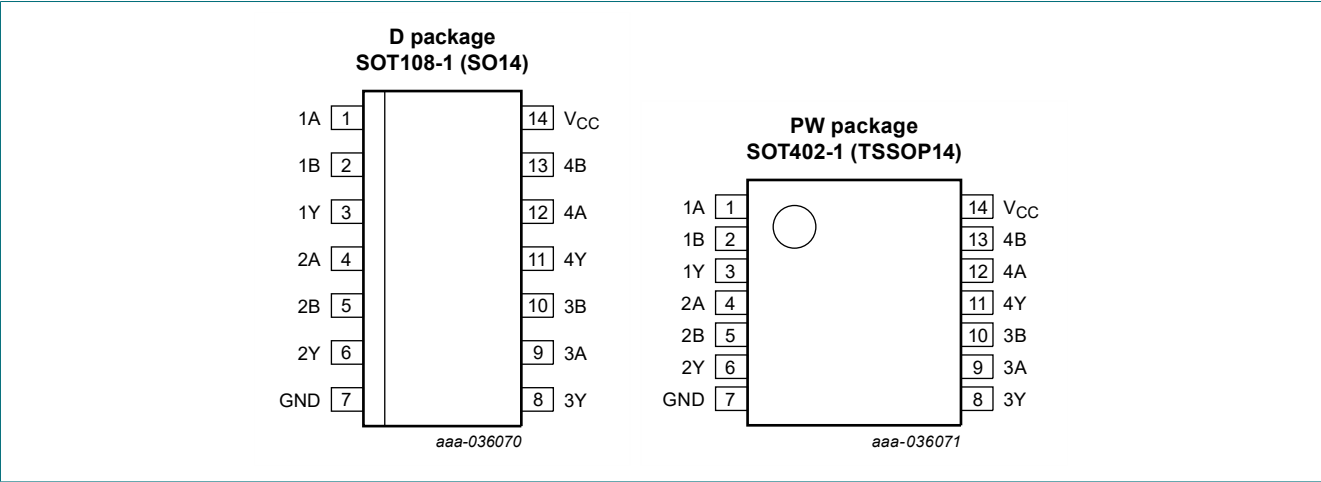 D package
SOT108-1 (SO14)
1A 1 14 VCC
1B 2 13 4B
1Y 3 12 4A
2A 4 11 4Y
2B 5 10 3B
2Y 6 9 3A
GND 7 8 3Y
aaa-036070
PW package
SOT402-1 (TSSOP14)
1A 1 14 VCC
1B 2 13 4B
1Y 3 12 4A
2A 4 11 4Y
2B 5 10 3B
2Y 6 9 3A
GND 7 8 3Y
aaa-036071